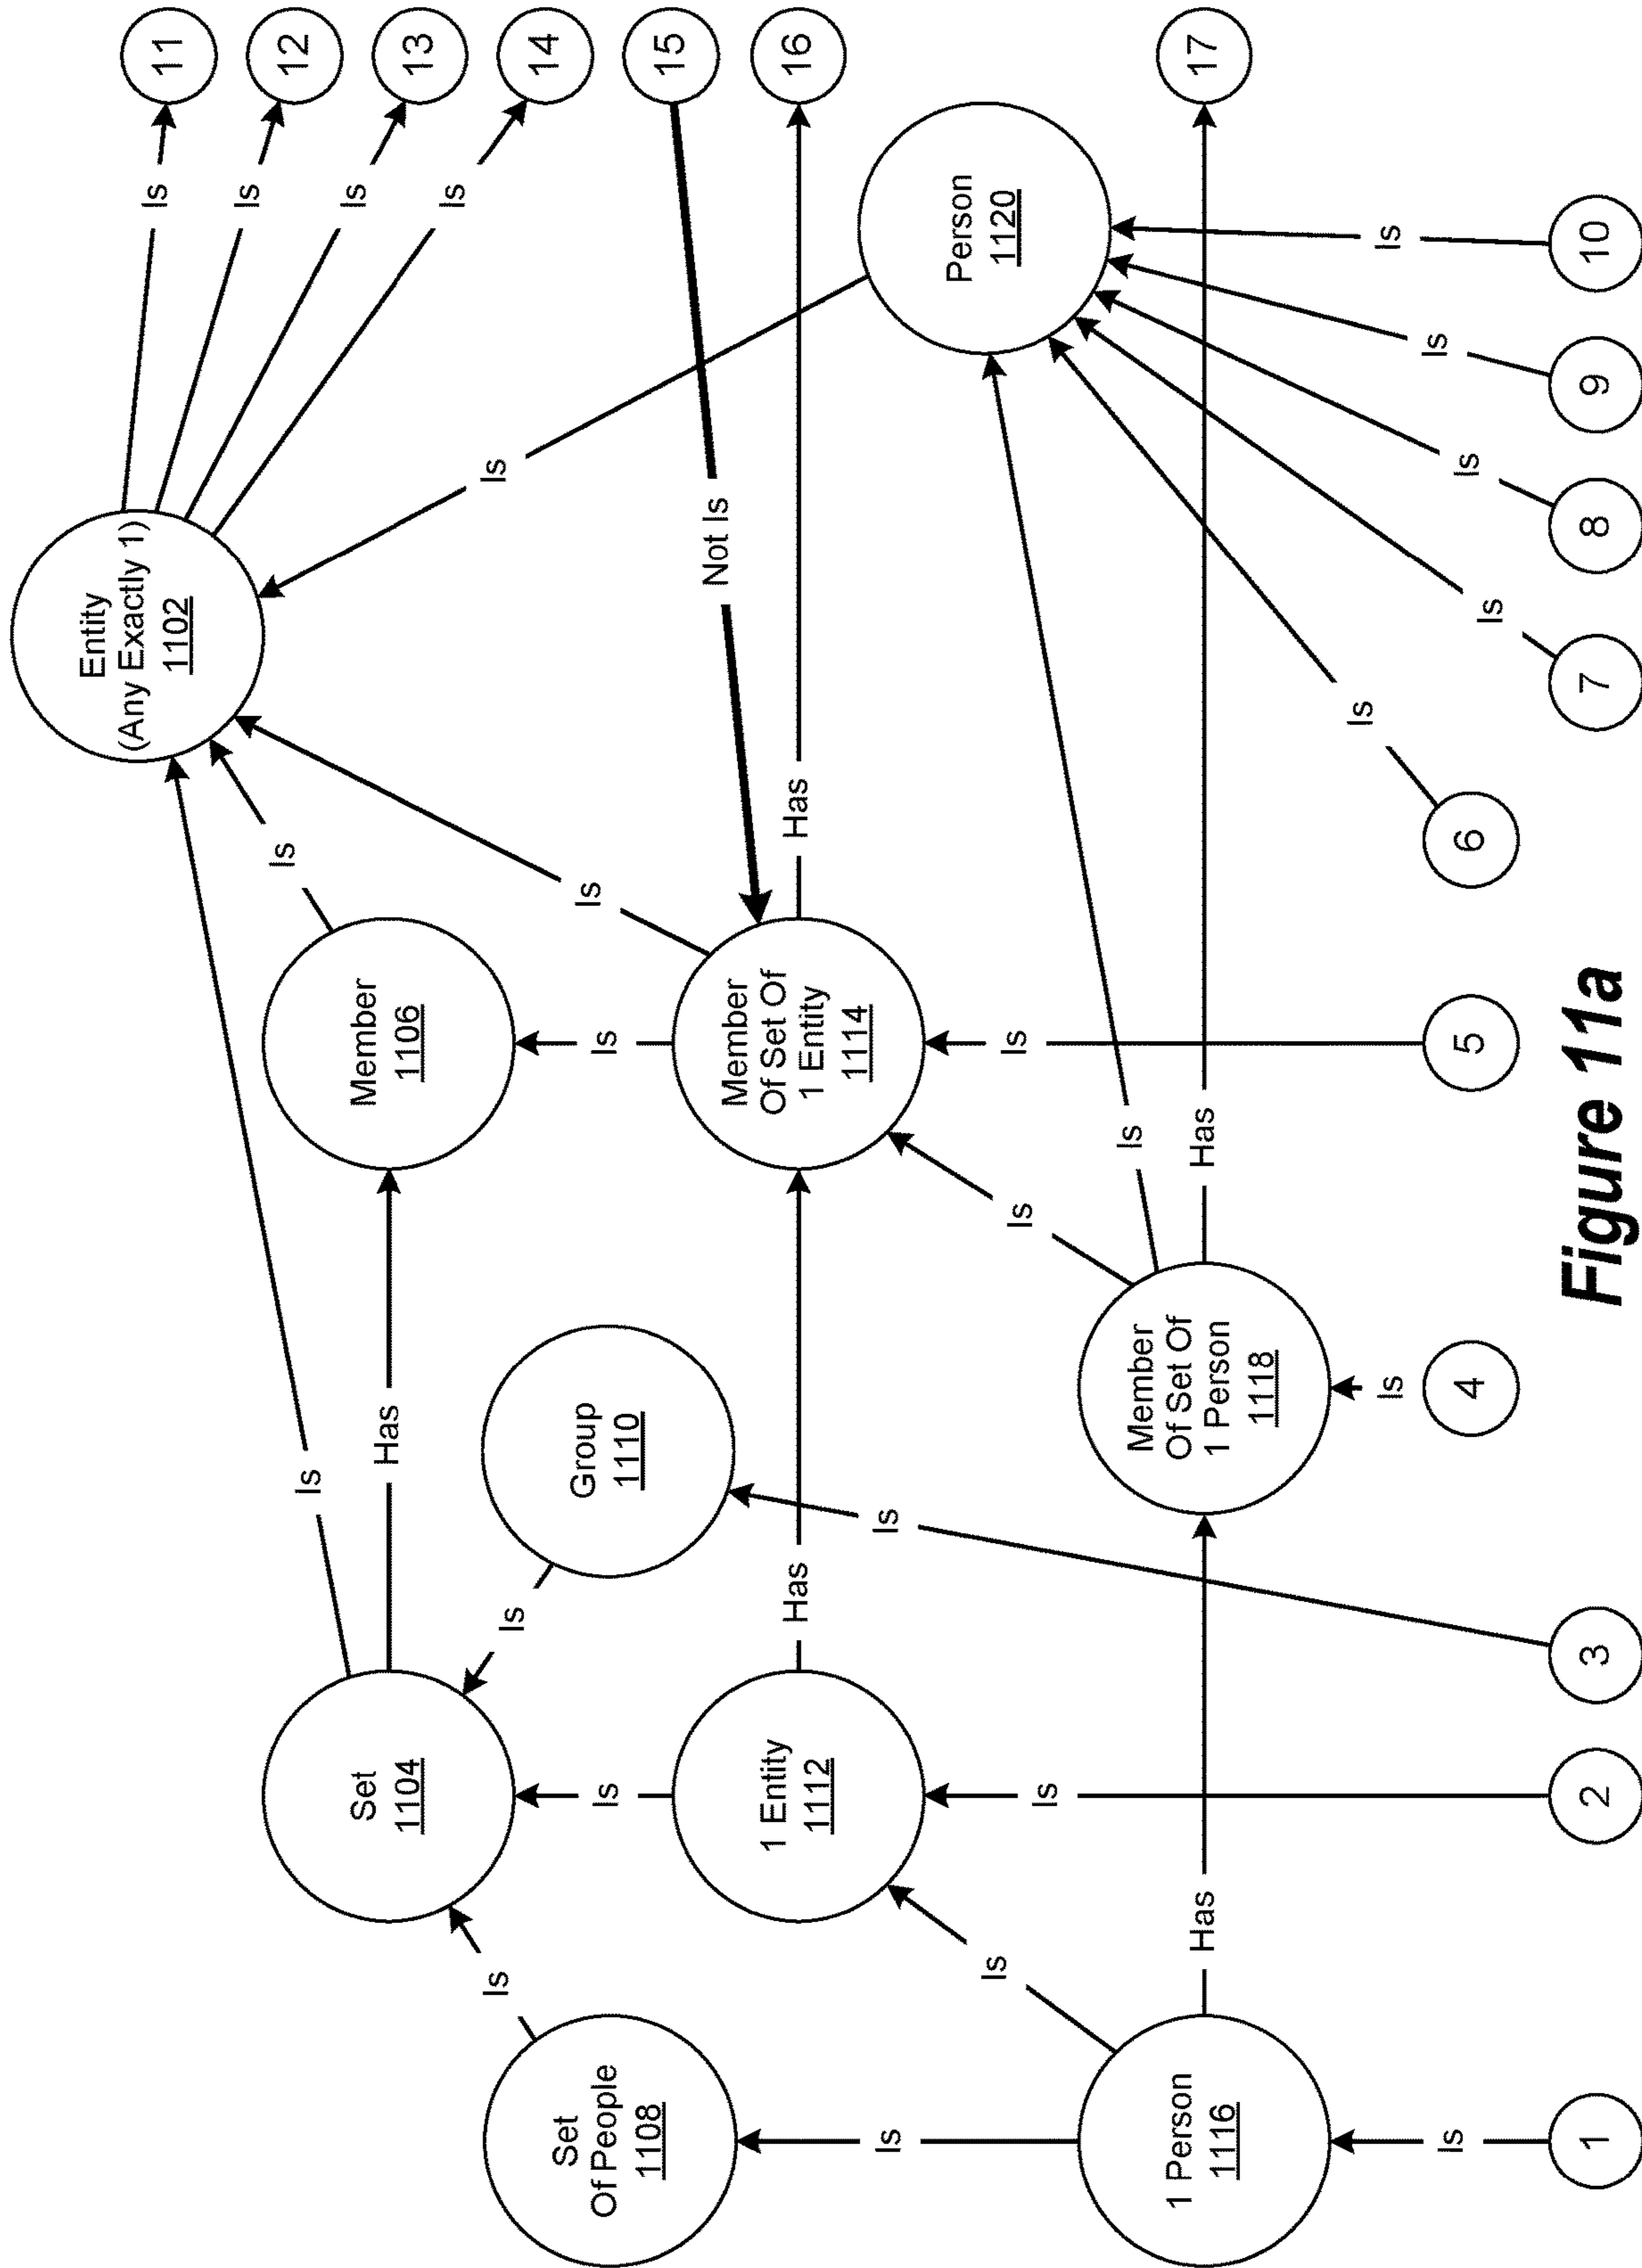 Entity
(Any Exactly 1)
1102
Is
11
Is
12
Is
13
Is
14
Is
Is
Set
1104
Has
Member
1106
Is
Is
Is
Set
Of People
1108
Group
1110
Is
Is
Is
15
Not Is
1 Entity
1112
Has
Member
Of Set Of
1 Entity
1114
Has
16
Is
Is
Person
1120
Is
Is
Is
Is
Is
1 Person
1116
Has
Member
Of Set Of
1 Person
1118
Has
17
Is
Is
Is
Is
Is
Is
Is
4
5
6
1
2
3
7
8
9
10
Figure 11a